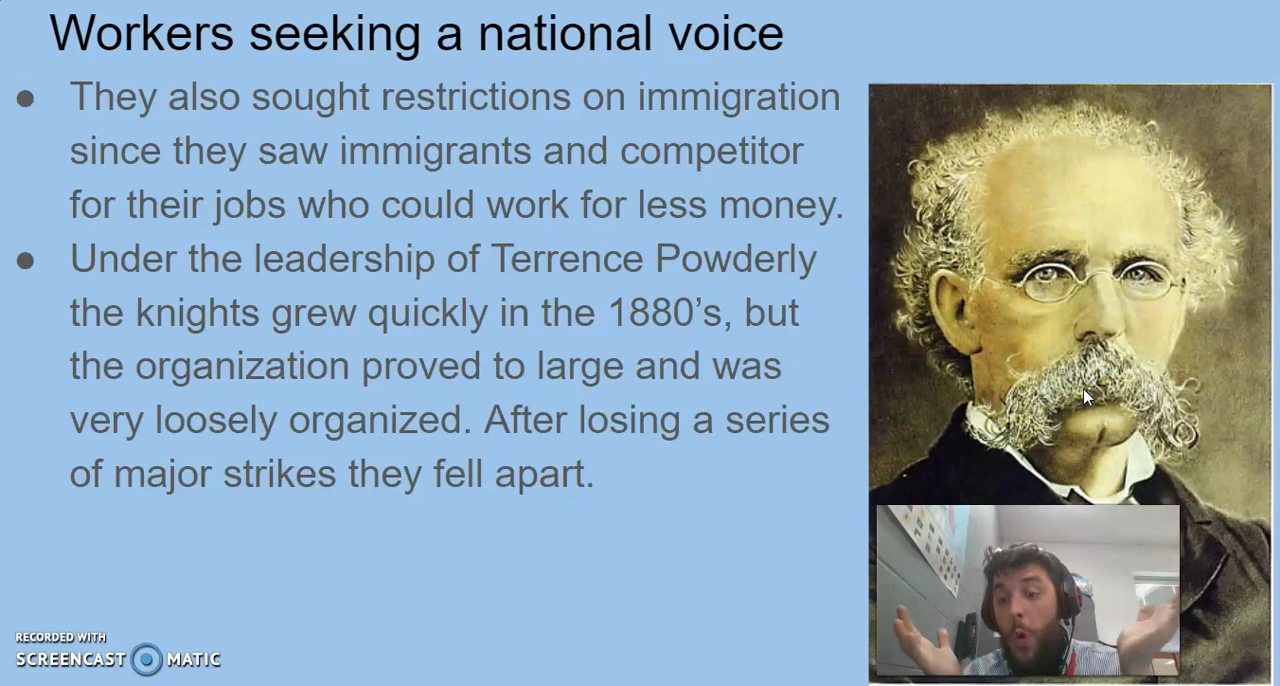 Workers seeking a national voice
● They also sought restrictions on immigration
since they saw immigrants and competitor
for their jobs who could work for less money.
● Under the leadership of Terrence Powderly
the knights grew quickly in the 1880's, but
the organization proved to large and was
very loosely organized. After losing a series
of major strikes they fell apart.
RECORDED WITH
SCREENCAST MATIC